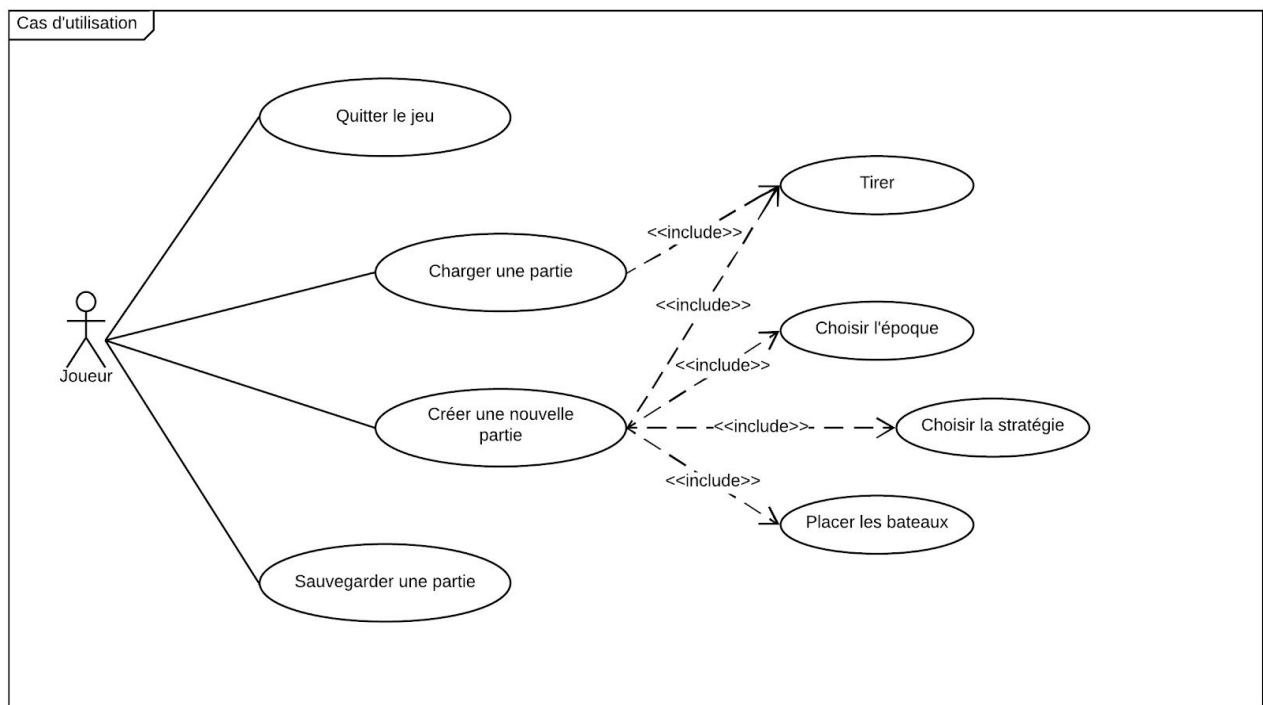 Cas d'utilisation
Quitter le jeu
Tirer
<<include>>
Charger une partie
<<include>>
Choisir l'époque
<<include>>
Joueur
Créer une nouvelle
partie
<<include>>
Choisir la stratégie
<<include>>
Placer les bateaux
Sauvegarder une partie